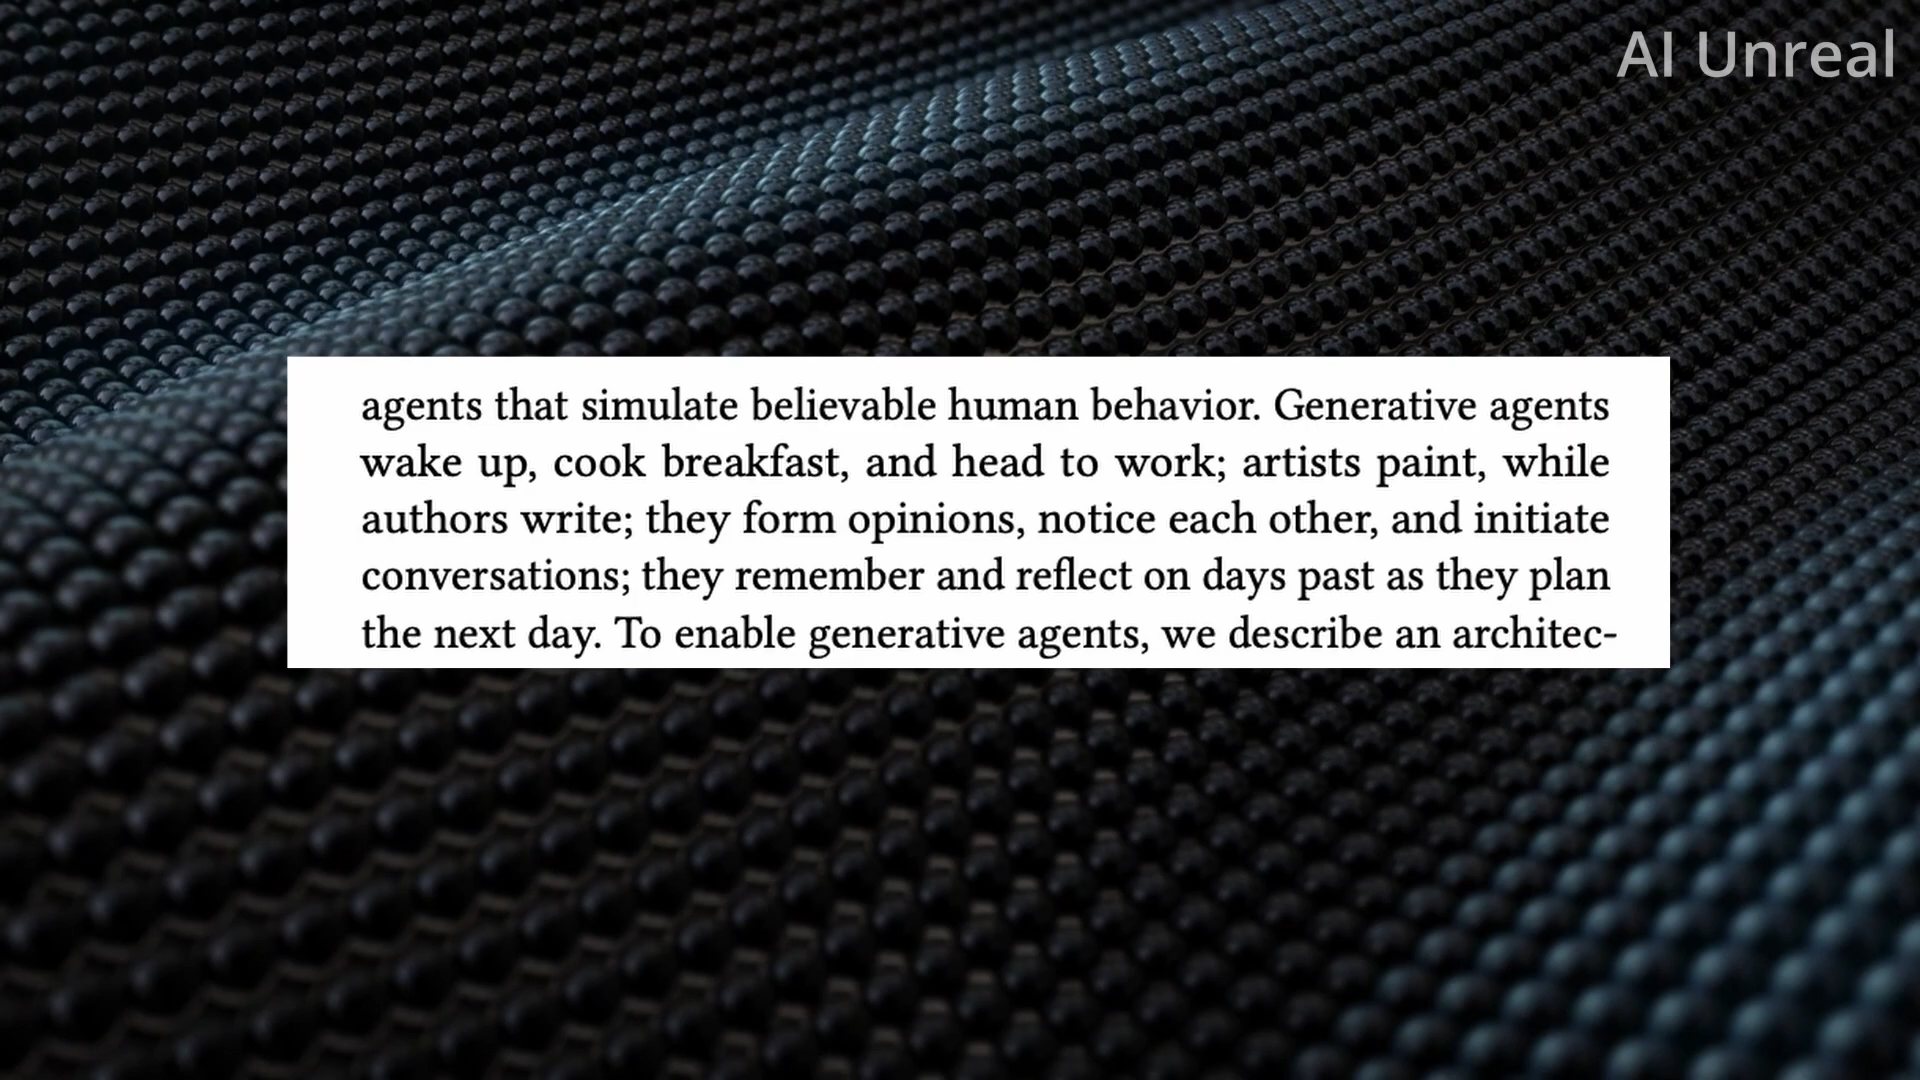 AI Unreal
agents that simulate believable human behavior. Generative agents
wake up, cook breakfast, and head to work; artists paint, while
authors write; they form opinions, notice each other, and initiate
conversations; they remember and reflect on days past as they plan
the next day. To enable generative agents, we describe an architec-